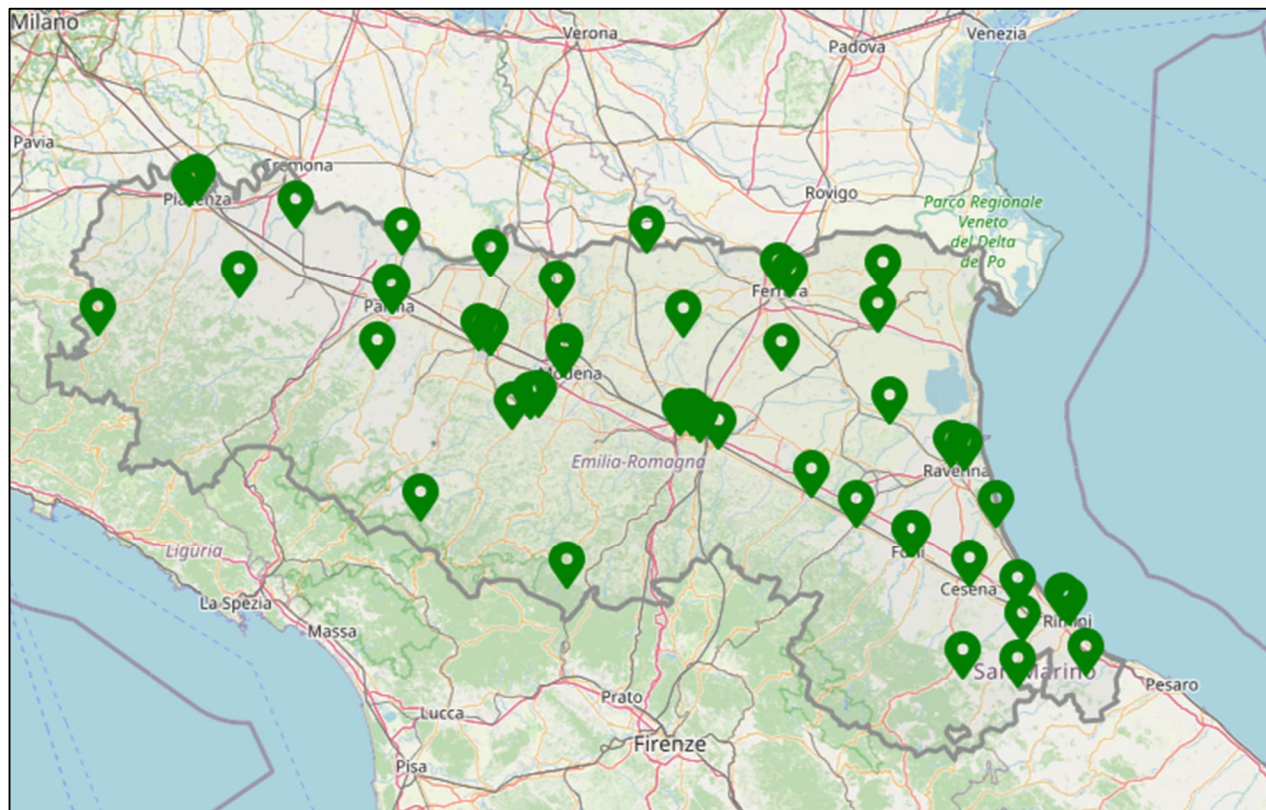 Milano
Verona
Padova
Venezia
Pavia
Cremona
Piacenza
Rovigo
Parco Regionale
Veneto
del Delta
del Po
Ferrara
Parma
Modena
Emilia-Romagna
Ravenna
Liguria
Forlì
Cesena
La Spezia
Rimini
Massa
San Marino
Pesaro
Prato
Lucca
Firenze
Pisa